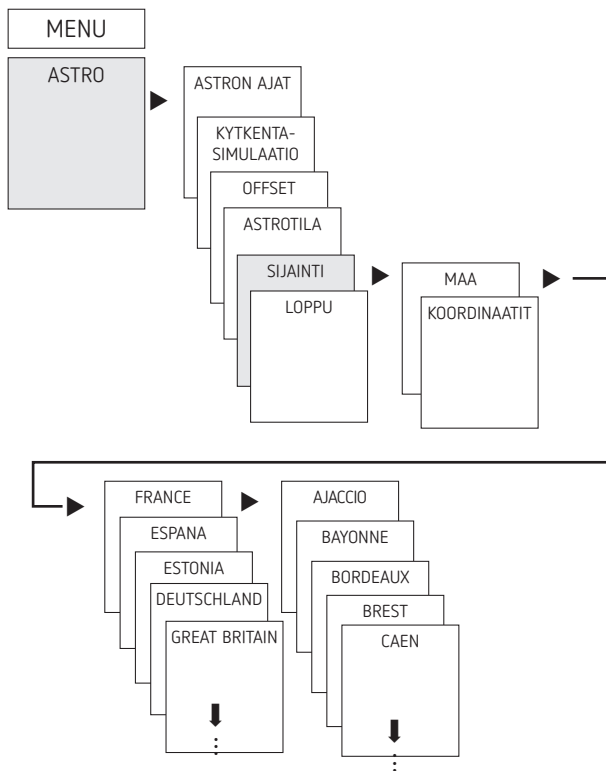 MENU
ASTRO
ASTRON AJAT
KYTKENTA-
SIMULAATIO
OFFSET
ASTROTILA
SIJAINTI
LOPPU
MAA
KOORDINAATIT
FRANCE
ESPANA
ESTONIA
DEUTSCHLAND
GREAT BRITAIN
AJACCIO
BAYONNE
BORDEAUX
BREST
CAEN